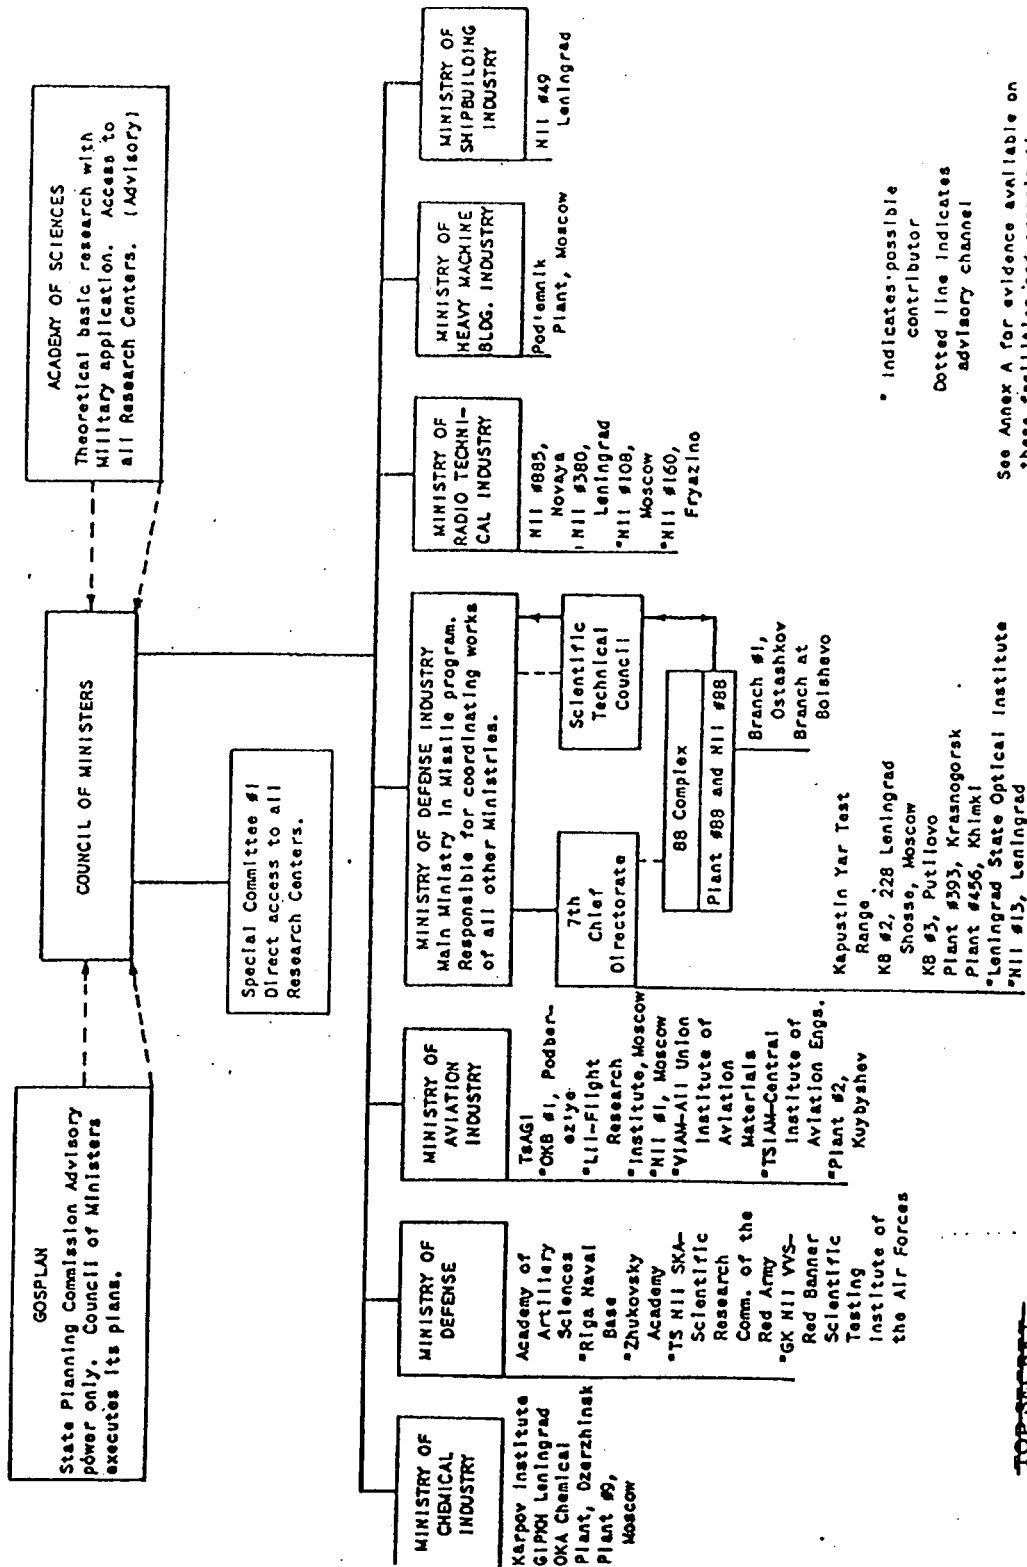 GOSPLAN
State Planning Commission Advisory
power only. Council of Ministers
executes its plans.
COUNCIL OF MINISTERS
ACADEMY OF SCIENCES
Theoretical basic research with
Military application. Access to
all Research Centers. (Advisory)
Special Committee #1
Direct access to all
Research Centers.
MINISTRY OF
CHEMICAL
INDUSTRY
Karpov Institute
GIPKH Leningrad
OKA Chemical
Plant, Dzerzhinsk
Plant #9,
Moscow
MINISTRY OF
DEFENSE
Academy of
Artillery
Sciences
*Riga Naval
Base
*Zhukovsky
Academy
*TS NII SKA-
Scientific
Research
Comm. of the
Red Army
*GK NII VVS-
Red Banner
Scientific
Testing
Institute of
the Air Forces
MINISTRY OF
AVIATION
INDUSTRY
TsAGI
*OKB #1, Podber-
ez'ye
*LII-Flight
Research
*Institute, Moscow
*NII #1, Moscow
*VIAM-All Union
Institute of
Aviation
Materials
*TSIAM-Central
Institute of
Aviation Engs.
*Plant #2,
Kuybyshev
MINISTRY OF DEFENSE INDUSTRY
Main Ministry in Missile program.
Responsible for coordinating works
of all other Ministries.
7th
Chief
Directorate
Scientific
Technical
Council
88 Complex
Plant #88 and NII #88
Branch #1,
Ostashkov
Branch at
Bolshevo
Kapustin Yar Test
Range
KB #2, 228 Leningrad
Shosse, Moscow
KB #3, Putilovo
Plant #393, Krasnogorsk
Plant #456, Khimki
*Leningrad State Optical Institute
*NII #13, Leningrad
MINISTRY OF
RADIO TECHNI-
CAL INDUSTRY
NII #885,
Novaya
NII #380,
Leningrad
*NII #108,
Moscow
*NII #160,
Fryazino
MINISTRY OF
HEAVY MACHINE
BLDG. INDUSTRY
Podiemnik
Plant, Moscow
MINISTRY OF
SHIPBUILDING
INDUSTRY
NII #49
Leningrad
* Indicates possible
contributor
Dotted line indicates
advisory channel
See Annex A for evidence available on
TOP SECRET